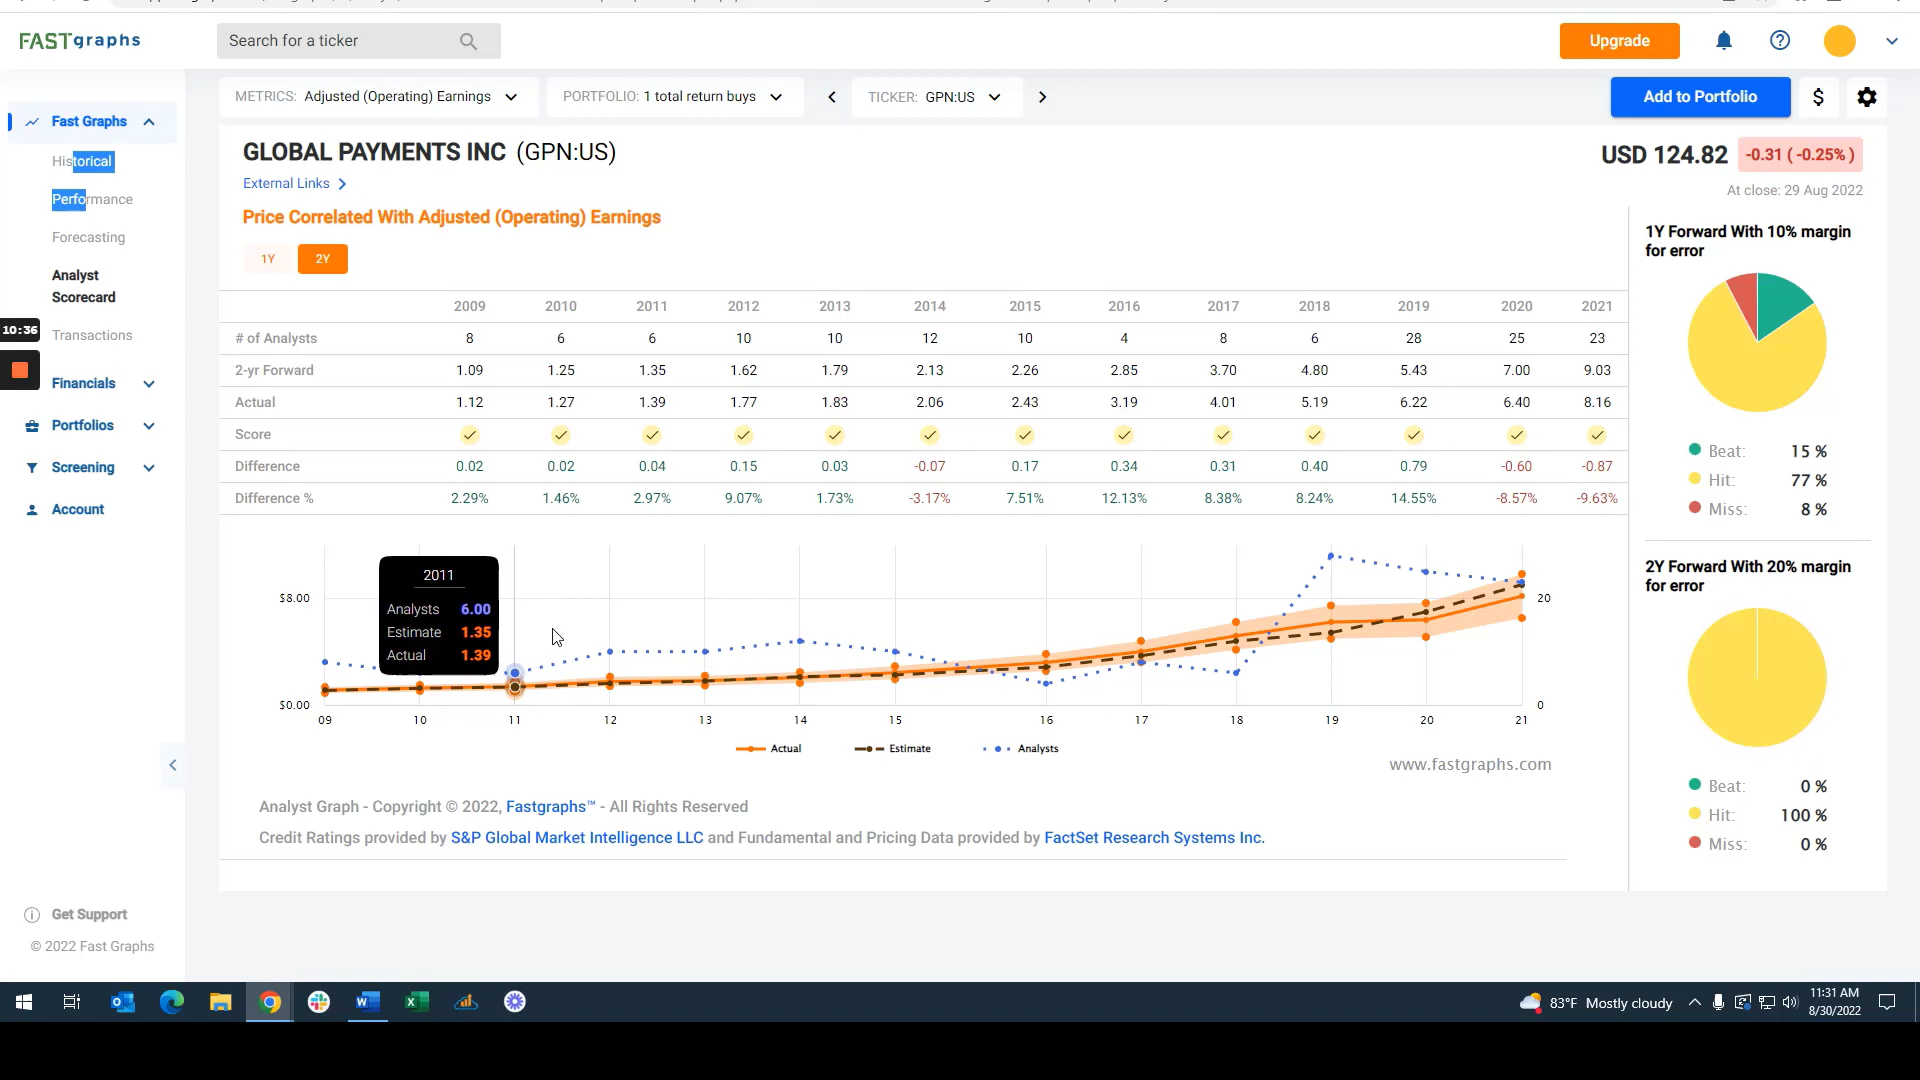 FASTgraphs
Search for a ticker
Upgrade
METRICS: Adjusted (Operating) Earnings
PORTFOLIO: 1 total return buys
TICKER: GPN:US
Add to Portfolio
$
Fast Graphs
Historical
Performance
Forecasting
Analyst
Scorecard
10:36
Transactions
Financials
Portfolios
Screening
Account
GLOBAL PAYMENTS INC (GPN:US)
USD 124.82 -0.31 ( -0.25% )
External Links
At close: 29 Aug 2022
Price Correlated With Adjusted (Operating) Earnings
1Y 2Y
2009 2010 2011 2012 2013 2014 2015 2016 2017 2018 2019 2020 2021
# of Analysts 8 6 6 10 10 12 10 4 8 6 28 25 23
2-yr Forward 1.09 1.25 1.35 1.62 1.79 2.13 2.26 2.85 3.70 4.80 5.43 7.00 9.03
Actual 1.12 1.27 1.39 1.77 1.83 2.06 2.43 3.19 4.01 5.19 6.22 6.40 8.16
Score
Difference 0.02 0.02 0.04 0.15 0.03 -0.07 0.17 0.34 0.31 0.40 0.79 -0.60 -0.87
Difference % 2.29% 1.46% 2.97% 9.07% 1.73% -3.17% 7.51% 12.13% 8.38% 8.24% 14.55% -8.57% -9.63%
2011
Analysts 6.00
Estimate 1.35
Actual 1.39
$8.00
20
$0.00
0
09 10 11 12 13 14 15 16 17 18 19 20 21
Actual Estimate Analysts
www.fastgraphs.com
Analyst Graph - Copyright © 2022, Fastgraphs™ - All Rights Reserved
Credit Ratings provided by S&P Global Market Intelligence LLC and Fundamental and Pricing Data provided by FactSet Research Systems Inc.
1Y Forward With 10% margin
for error
Beat: 15 %
Hit: 77 %
Miss: 8 %
2Y Forward With 20% margin
for error
Beat: 0 %
Hit: 100 %
Miss: 0 %
Get Support
© 2022 Fast Graphs
83°F Mostly cloudy
11:31 AM
8/30/2022